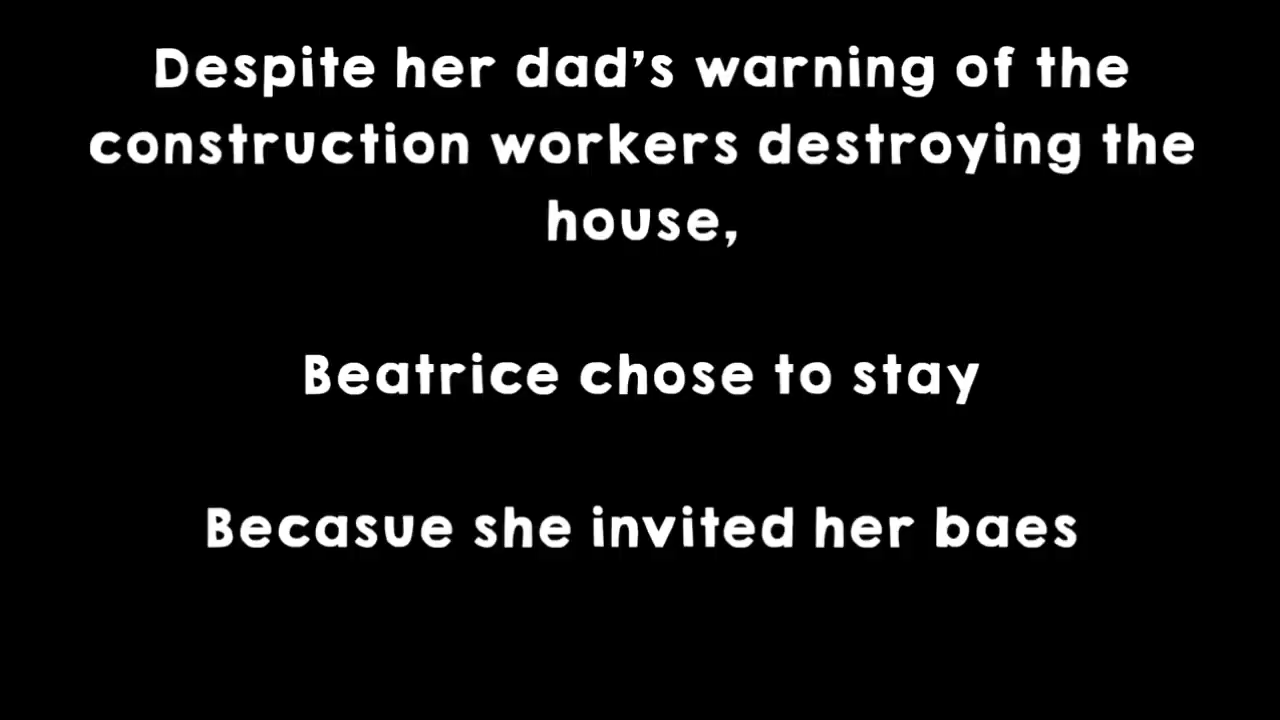 Despite her dad's warning of the
construction workers destroying the
house,
Beatrice chose to stay
Becasue she invited her baes